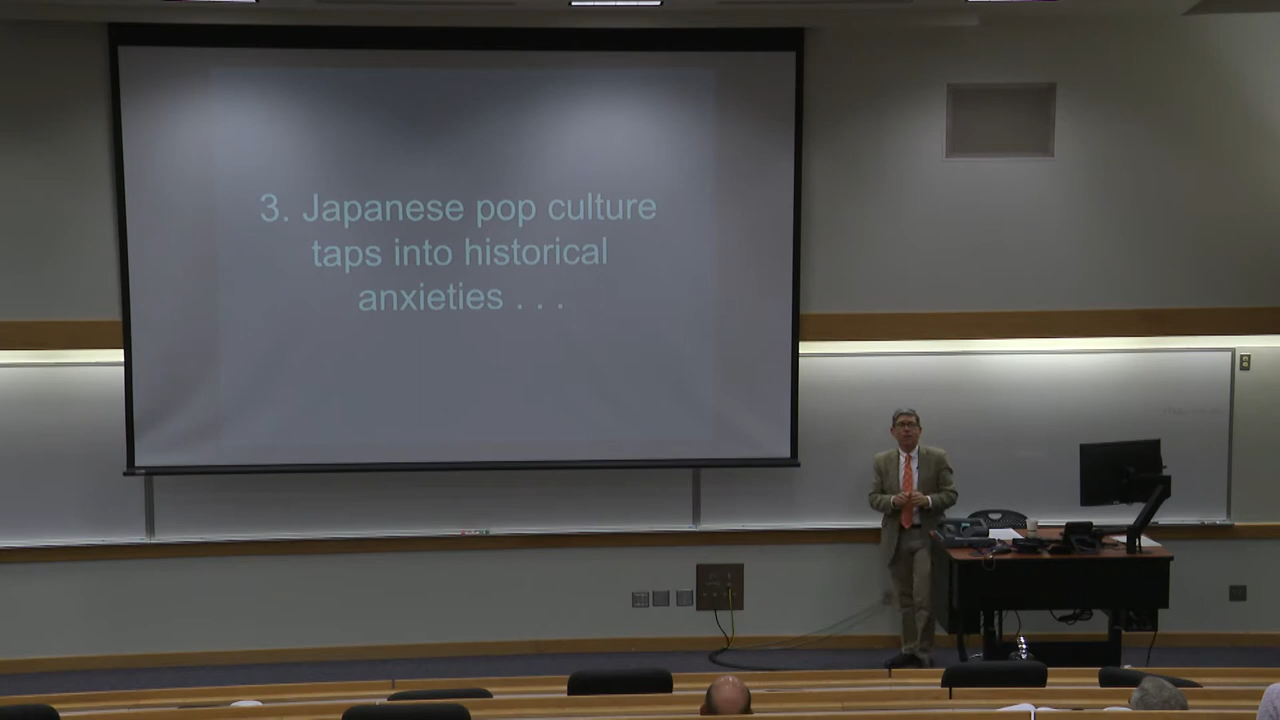 3. Japanese pop culture
taps into historical
anxieties . . .